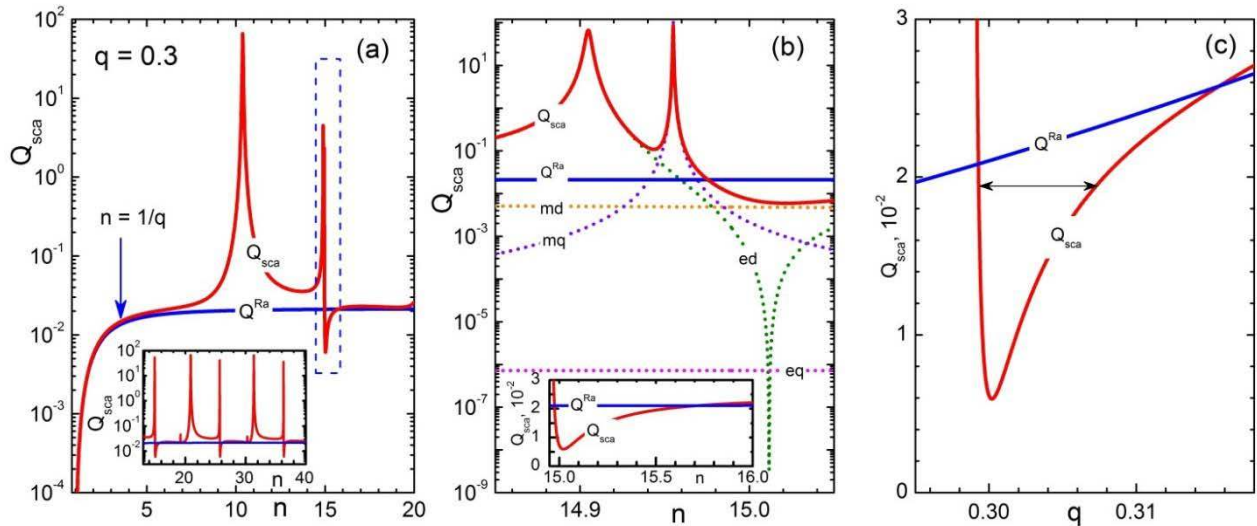 (a)
q = 0.3
n = 1/q
Q_sca
Q^Ra
Q_sca
10^2
10^1
10^0
10^-1
10^-2
10^-3
10^-4
5 10 15 20
n
Q_sca
10^2
10^1
10^0
10^-1
10^-2
20 30 40
n
(b)
Q_sca
Q_sca
Q^Ra
md
mq
ed
eq
10^1
10^-1
10^-3
10^-5
10^-7
10^-9
14.9 15.0
n
Q_sca, 10^-2
3
2
1
0
Q^Ra
Q_sca
15.0 15.6 16.0
n
(c)
Q_sca, 10^-2
3
2
1
0
Q^Ra
Q_sca
0.30 0.31
q